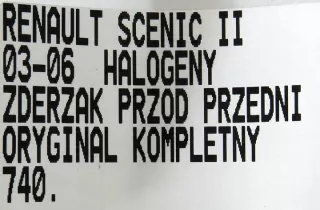 RENAULT SCENIC II
03-06 HALOGENY
ZDERZAK PRZOD PRZEDNI
ORYGINAL KOMPLETNY
740.